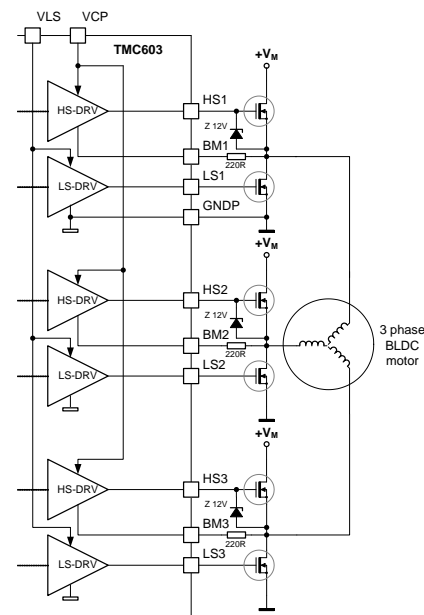 VLS VCP
TMC603
+VM
HS-DRV
HS1
Z 12V
BM1
220R
LS-DRV
LS1
GNDP
+VM
HS-DRV
HS2
Z 12V
BM2
220R
LS-DRV
LS2
3 phase
BLDC
motor
+VM
HS-DRV
HS3
Z 12V
BM3
220R
LS-DRV
LS3